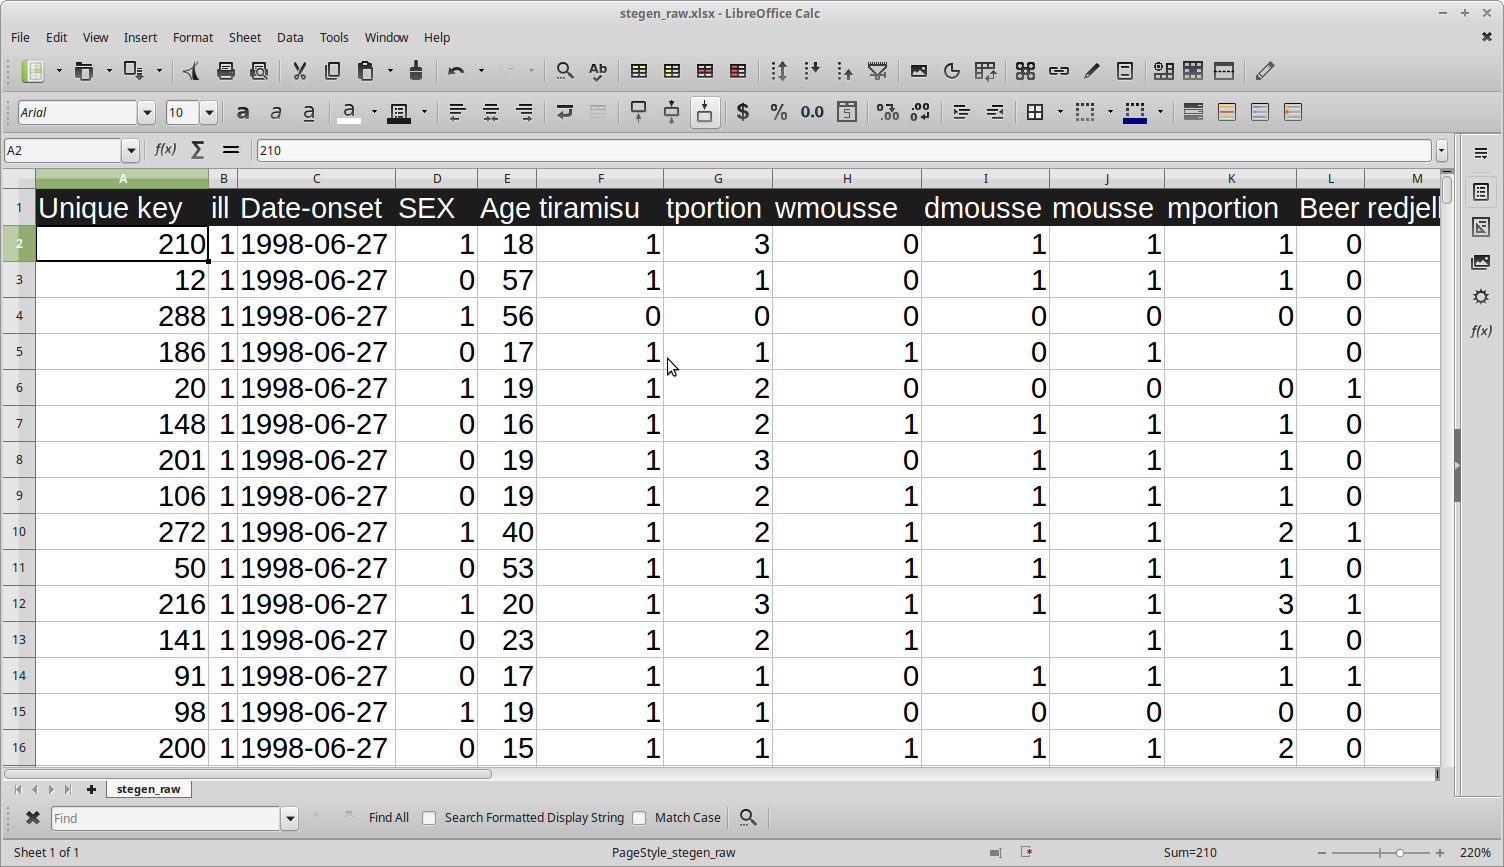 stegen_raw.xlsx - LibreOffice Calc
File Edit View Insert Format Sheet Data Tools Window Help
Ab
Arial 10 a a a a $ % 0.0
A2 f(x) Σ = 210
A B C D E F G H I J K L M
1 Unique key ill Date-onset SEX Age tiramisu tportion wmousse dmousse mousse mportion Beer redjell
2 210 1 1998-06-27 1 18 1 3 0 1 1 1 0
3 12 1 1998-06-27 0 57 1 1 0 1 1 1 0
4 288 1 1998-06-27 1 56 0 0 0 0 0 0 0
5 186 1 1998-06-27 0 17 1 1 1 0 1 0
6 20 1 1998-06-27 1 19 1 2 0 0 0 0 1
7 148 1 1998-06-27 0 16 1 2 1 1 1 1 0
8 201 1 1998-06-27 0 19 1 3 0 1 1 1 0
9 106 1 1998-06-27 0 19 1 2 1 1 1 1 0
10 272 1 1998-06-27 1 40 1 2 1 1 1 2 1
11 50 1 1998-06-27 0 53 1 1 1 1 1 1 0
12 216 1 1998-06-27 1 20 1 3 1 1 1 3 1
13 141 1 1998-06-27 0 23 1 2 1 1 1 0
14 91 1 1998-06-27 0 17 1 1 0 1 1 1 1
15 98 1 1998-06-27 1 19 1 1 0 0 0 0 0
16 200 1 1998-06-27 0 15 1 1 1 1 1 2 0
f(x)
stegen_raw
Find Find All Search Formatted Display String Match Case
Sheet 1 of 1 PageStyle_stegen_raw Sum=210 220%